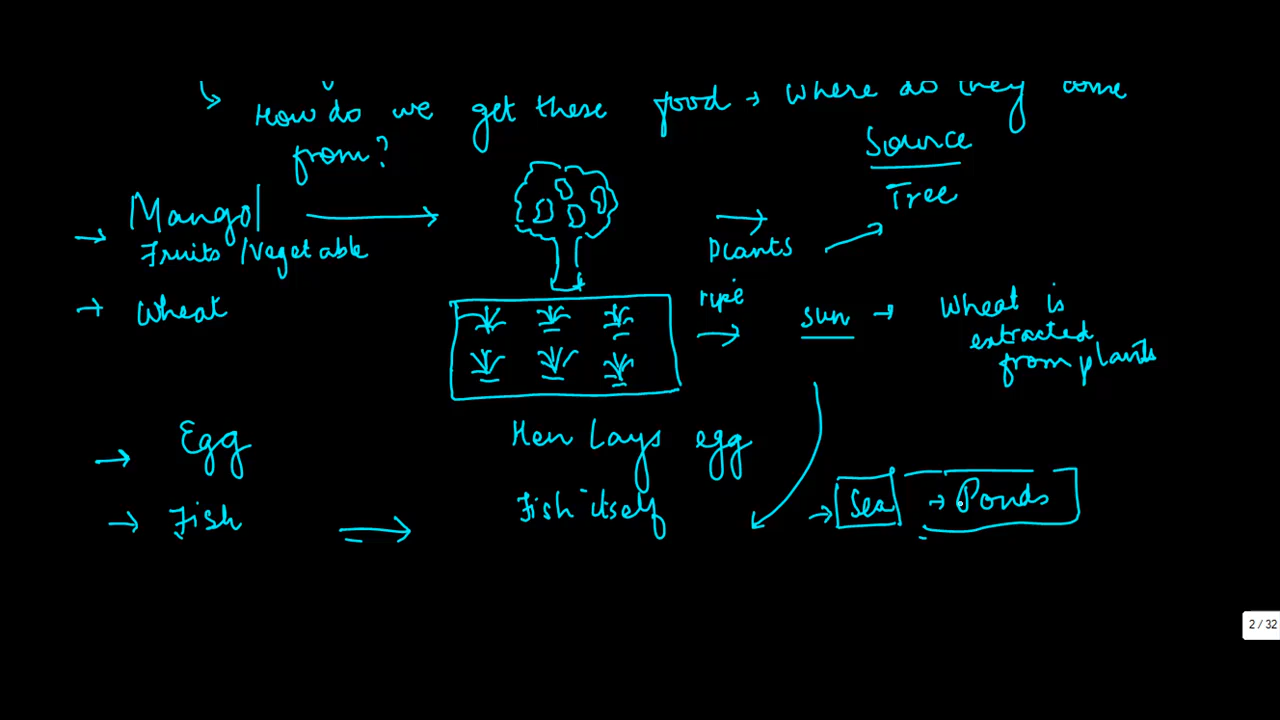 How do we get these food → where do they come
from?
Source
Tree
Mango
Fruits / Vegetable
Plants
→ Wheat
ripe
sun → Wheat is
extracted
from plants
→ Egg
Hen Lays egg
→ Fish
Fish itself
→ Sea → Ponds
2 / 32